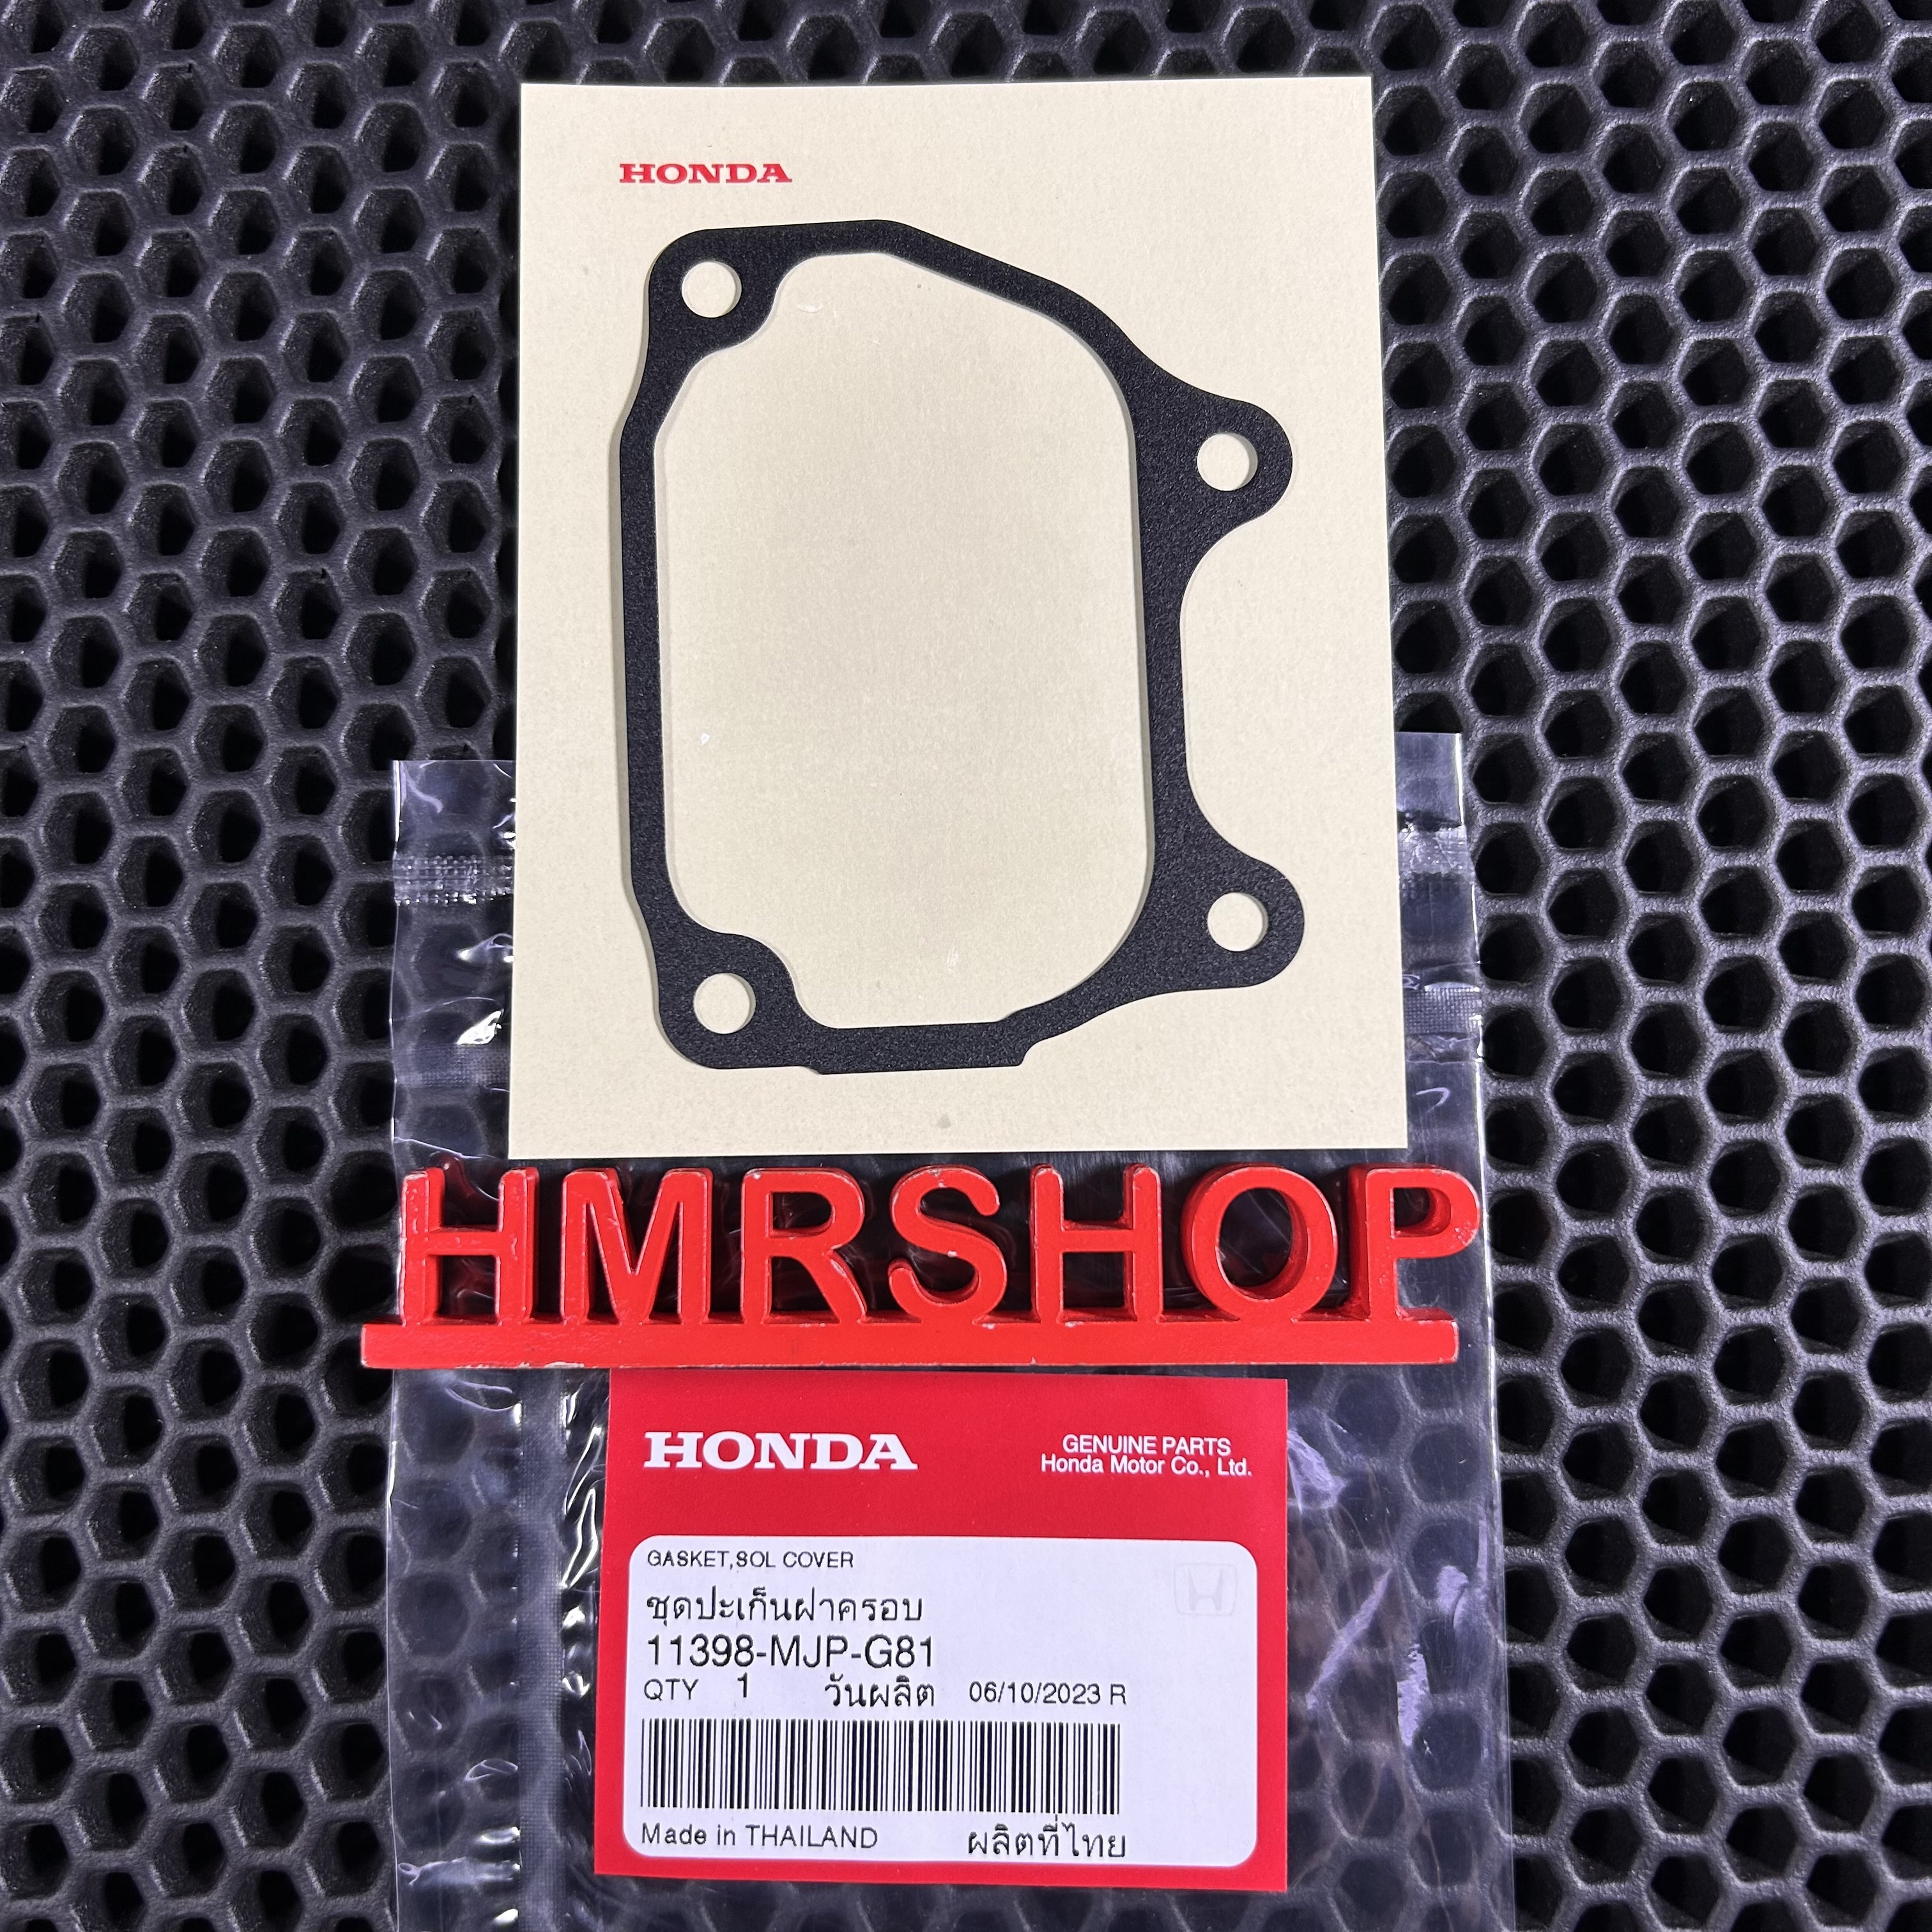 HONDA
HMRSHOP
HONDA
GENUINE PARTS
Honda Motor Co., Ltd.
GASKET,SOL COVER
ชุดปะเก็นฝาครอบ
11398-MJP-G81
QTY 1 วันผลิต 06/10/2023 R
Made in THAILAND ผลิตที่ไทย